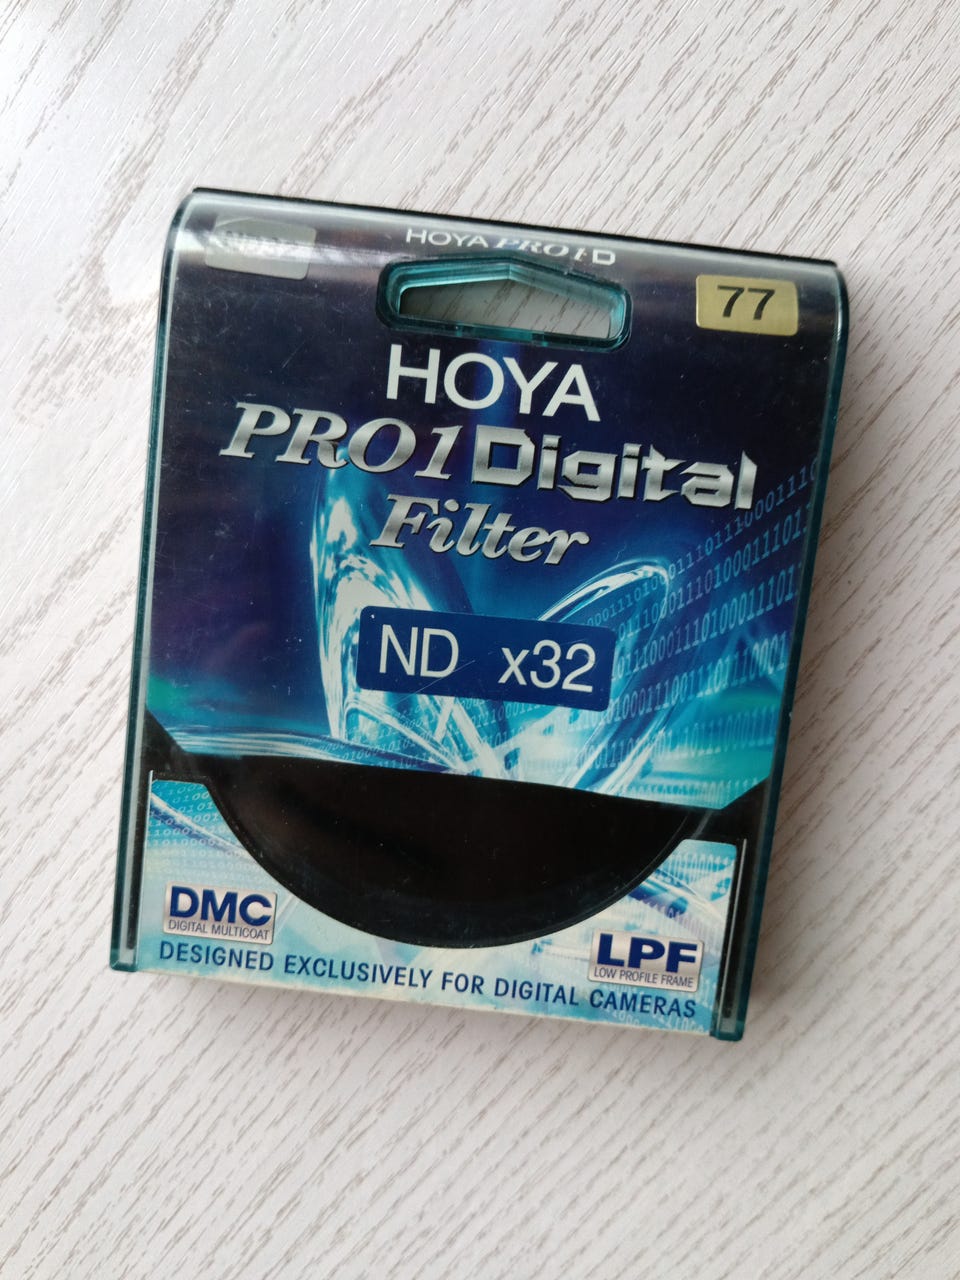 HOYA PRO1 D
77
HOYA
PRO1 Digital
Filter
ND x32
DMC
DIGITAL MULTICOAT
LPF
LOW PROFILE FRAME
DESIGNED EXCLUSIVELY FOR DIGITAL CAMERAS